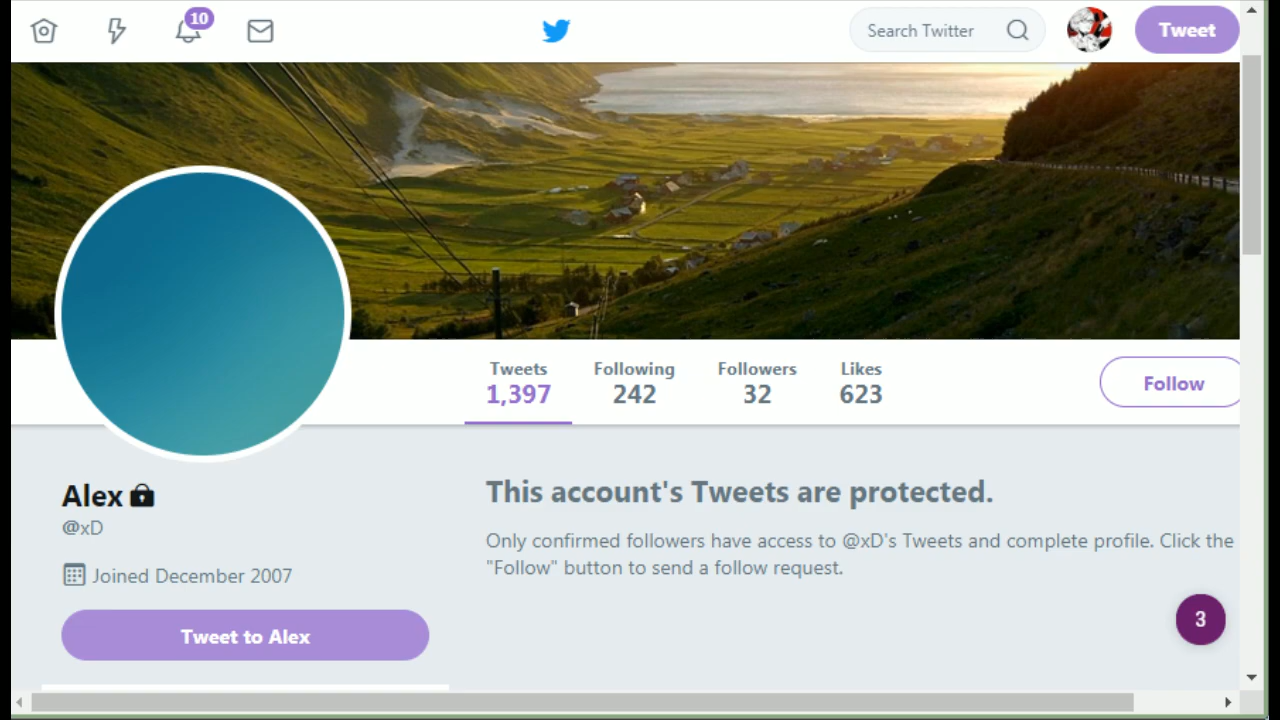 10
Search Twitter
Tweet
Tweets
Following
Followers
Likes
1,397
242
32
623
Follow
Alex
@xD
Joined December 2007
Tweet to Alex
This account's Tweets are protected.
Only confirmed followers have access to @xD's Tweets and complete profile. Click the
"Follow" button to send a follow request.
3